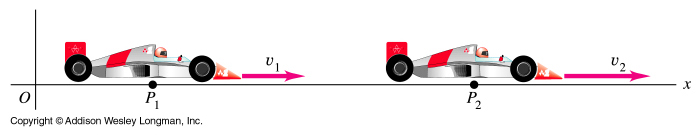 v1 v2
O P1 P2 x
Copyright © Addison Wesley Longman, Inc.